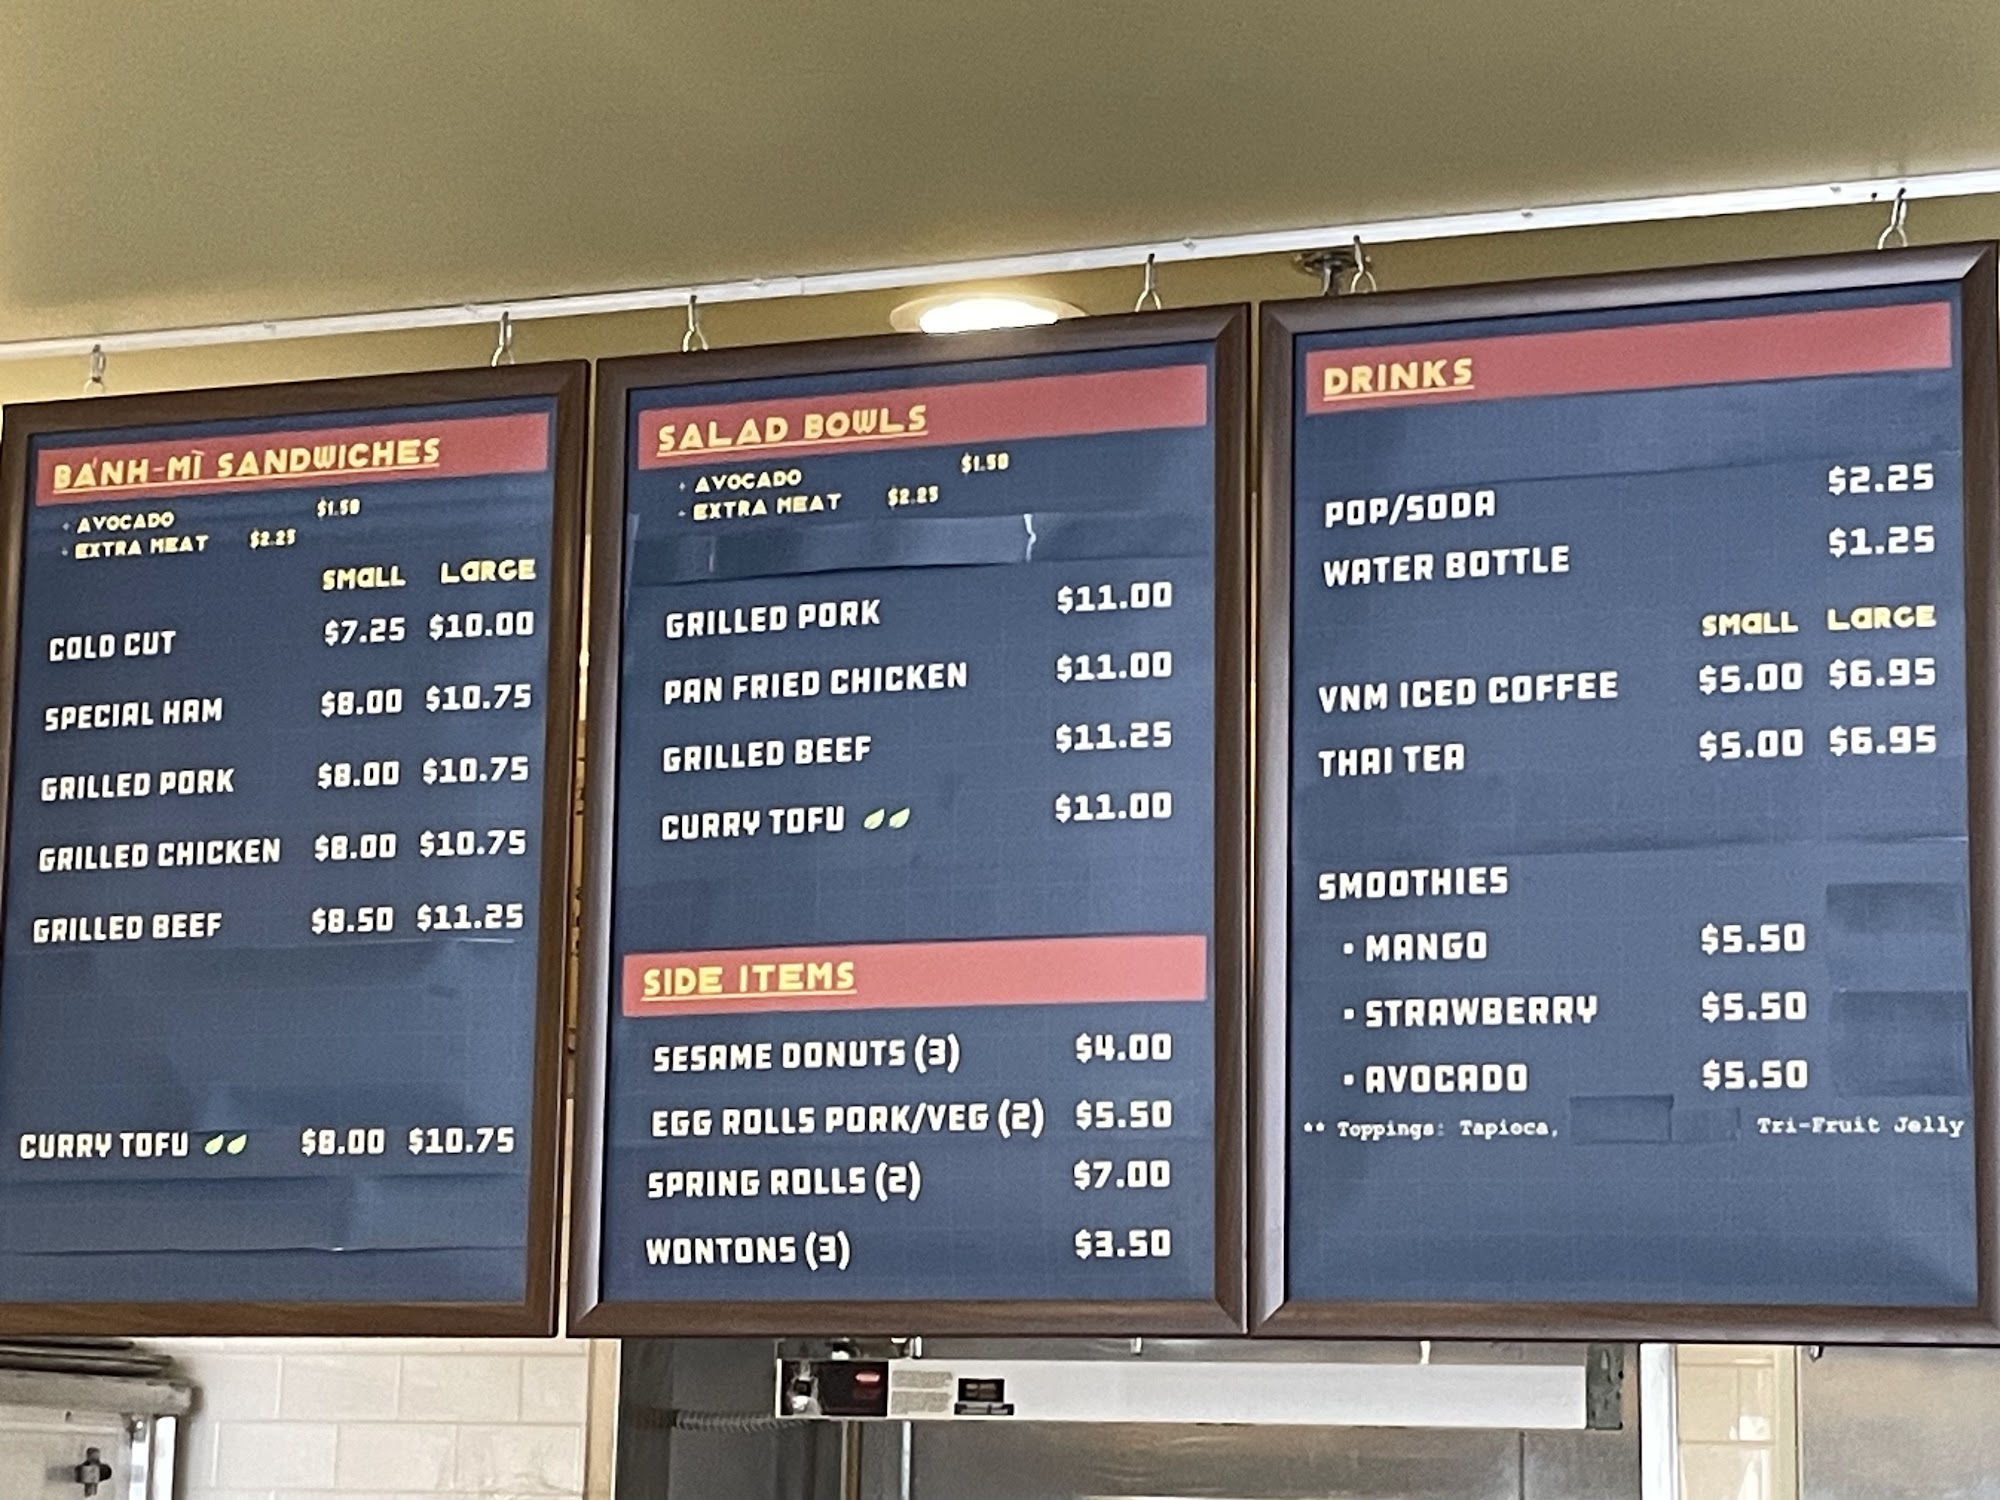 BÁNH-MÌ SANDWICHES
• AVOCADO $1.50
• EXTRA MEAT $2.25
SMALL LARGE
COLD CUT $7.25 $10.00
SPECIAL HAM $8.00 $10.75
GRILLED PORK $8.00 $10.75
GRILLED CHICKEN $8.00 $10.75
GRILLED BEEF $8.50 $11.25
CURRY TOFU $8.00 $10.75
SALAD BOWLS
• AVOCADO $1.50
• EXTRA MEAT $2.25
GRILLED PORK $11.00
PAN FRIED CHICKEN $11.00
GRILLED BEEF $11.25
CURRY TOFU $11.00
SIDE ITEMS
SESAME DONUTS (3) $4.00
EGG ROLLS PORK/VEG (2) $5.50
SPRING ROLLS (2) $7.00
WONTONS (3) $3.50
DRINKS
POP/SODA $2.25
WATER BOTTLE $1.25
SMALL LARGE
VNM ICED COFFEE $5.00 $6.95
THAI TEA $5.00 $6.95
SMOOTHIES
• MANGO $5.50
• STRAWBERRY $5.50
• AVOCADO $5.50
** Toppings: Tapioca, Tri-Fruit Jelly